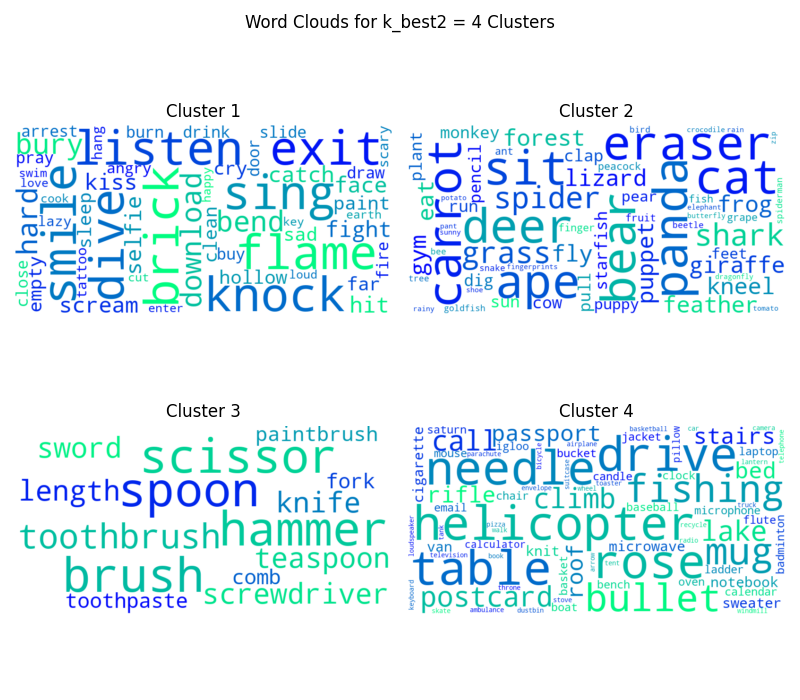 Word Clouds for k_best2 = 4 Clusters
Cluster 1
arrest hang burn drink slide scary
bury listen exit
pray angry cry door catch draw
swim love smile dive kiss brick sing face
cook lazy sleep selfie download happy clean bend key paint earth
hard sad flame fight fire
empty tattoo buy
close cut hollow loud far
scream enter knock hit
Cluster 2
plant monkey forest bird crocodile rain zip
ant clap eraser
carrot pencil sit peacock cat
eat potato run spider lizard pear panda fish elephant frog spiderman
pant sunny deer finger fruit butterfly grape
gym bee grass fly starfish bear puppet beetle shark
snake fingerprints feet giraffe
tree dig shoe ape pull dragonfly kneel
rainy goldfish sun cow puppy feather tomato
Cluster 3
sword paintbrush
scissor
length spoon fork
knife
toothbrush hammer
teaspoon
brush comb
toothpaste screwdriver
Cluster 4
cigarette saturn call passport airplane basketball car camera telephone
mouse parachute igloo bicycle bucket suitcase jacket pillow stairs
needle drive laptop
candle toaster clock lantern bed
rifle chair climb envelope wheel fishing
email baseball microphone truck
loudspeaker helicopter recycle flute
tank pizza walk lake badminton
van calculator knit microwave radio
television book roof rose mug
table basket arrow tent ladder
keyboard throne bench oven notebook
postcard stove bullet calendar
skate ambulance boat dustbin sweater windmill